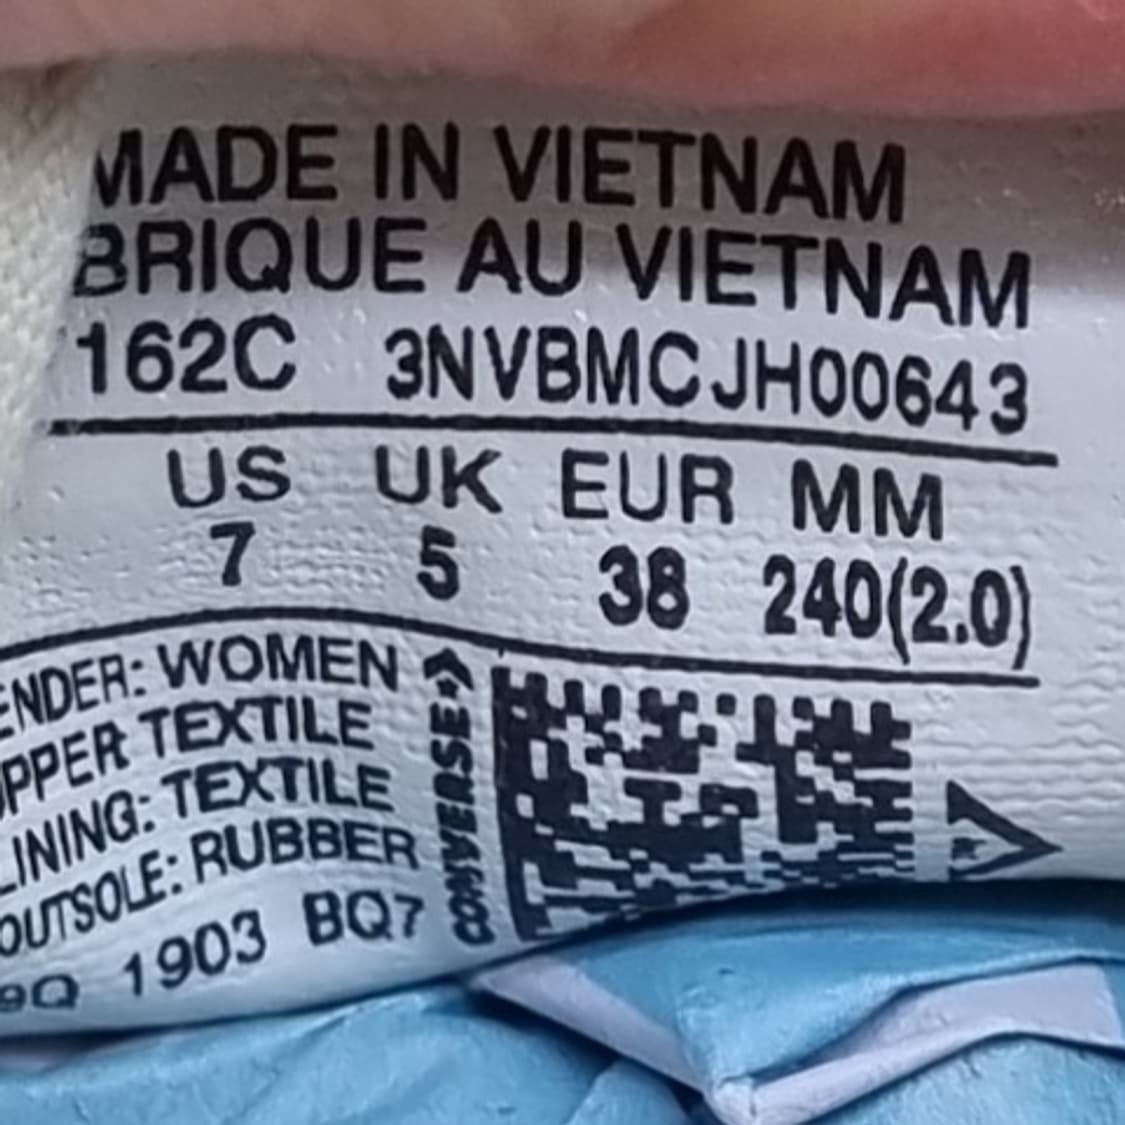 MADE IN VIETNAM
BRIQUE AU VIETNAM
162C 3NVBMCJH00643
US UK EUR MM
7 5 38 240(2.0)
ENDER: WOMEN
PPER TEXTILE
LINING: TEXTILE
OUTSOLE: RUBBER
9Q 1903 BQ7
CONVERSE